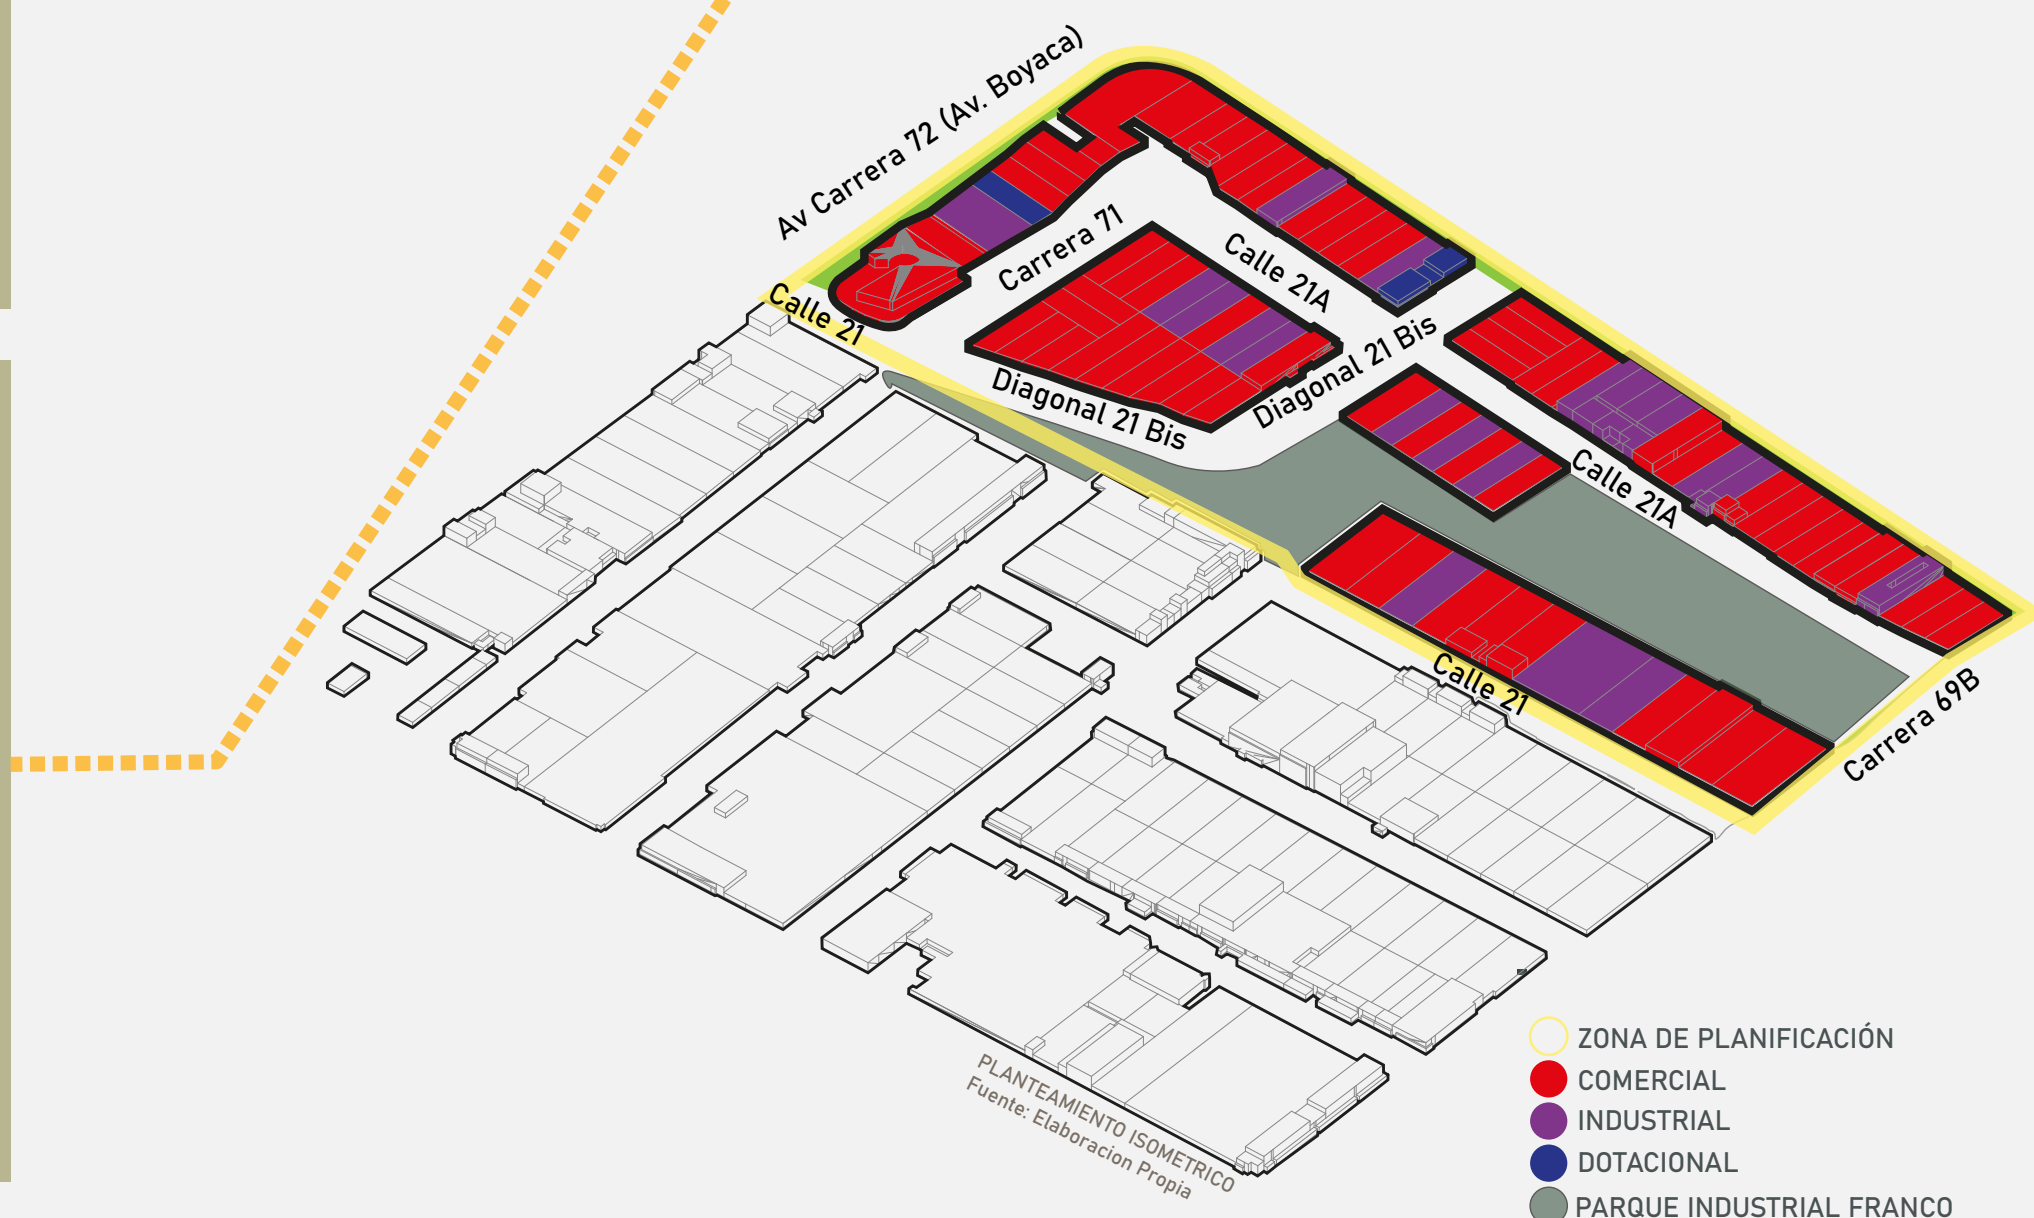 Av Carrera 72 (Av. Boyaca)
Carrera 71
Calle 21A
Calle 21
Diagonal 21 Bis
Diagonal 21 Bis
Calle 21A
Calle 21
Carrera 69B
PLANTEAMIENTO ISOMETRICO
Fuente: Elaboracion Propia
ZONA DE PLANIFICACIÓN
COMERCIAL
INDUSTRIAL
DOTACIONAL
PARQUE INDUSTRIAL FRANCO